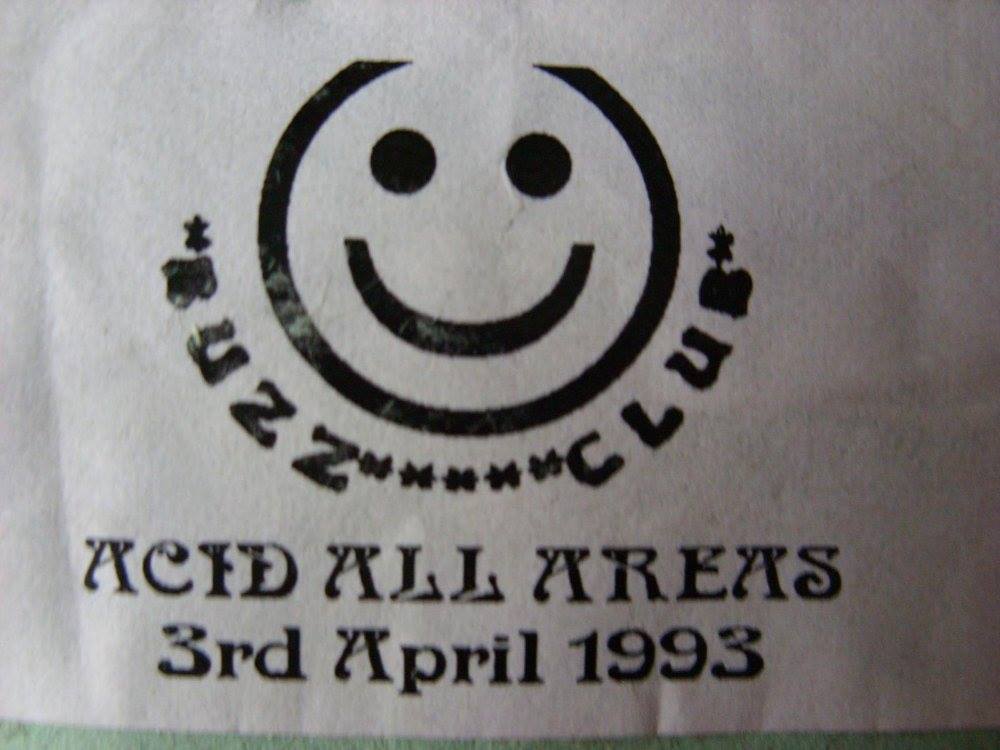 *BUZZ*****CLUB*
ACID ALL AREAS
3rd April 1993